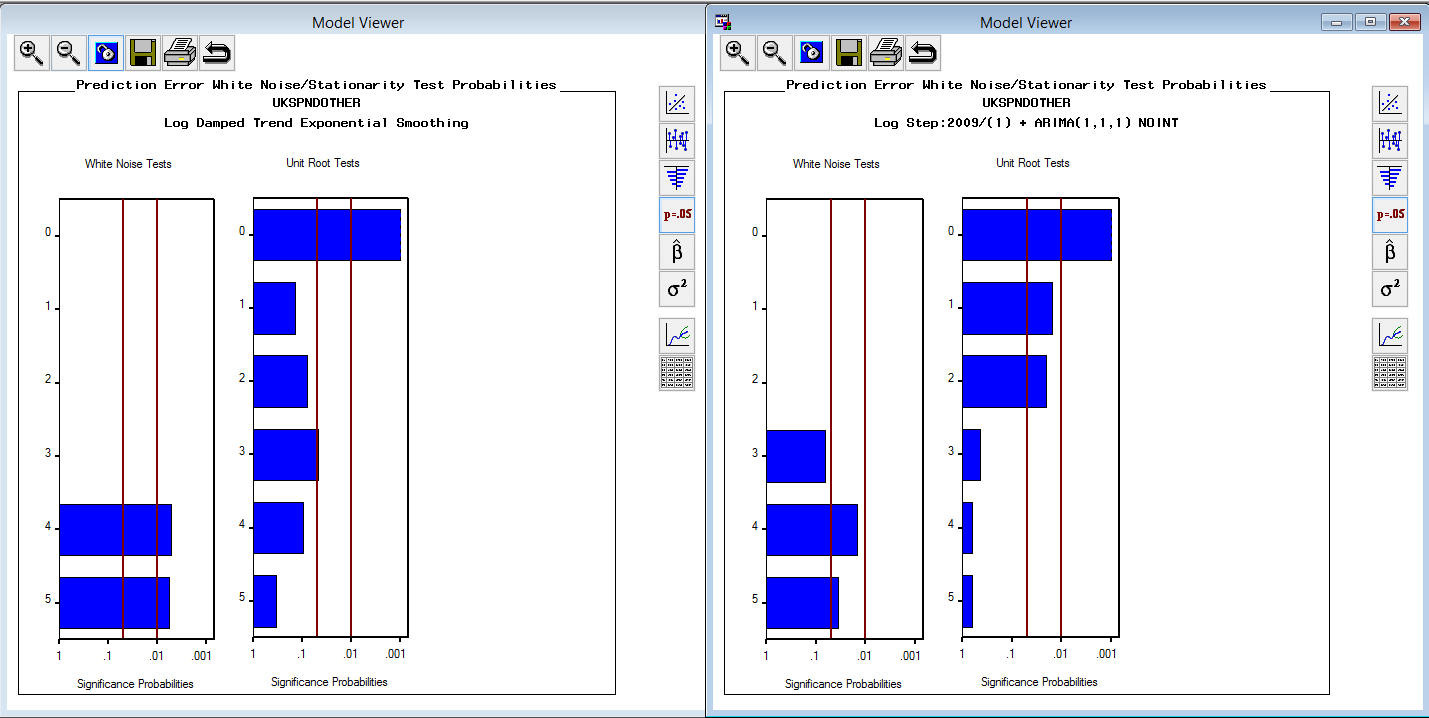 Model Viewer
Prediction Error White Noise/Stationarity Test Probabilities
UKSPNDOTHER
Log Damped Trend Exponential Smoothing
White Noise Tests
Unit Root Tests
0
1
2
3
4
5
1 .1 .01 .001
Significance Probabilities
0
1
2
3
4
5
1 .1 .01 .001
Significance Probabilities
p=.05
β̂
σ²
Model Viewer
Prediction Error White Noise/Stationarity Test Probabilities
UKSPNDOTHER
Log Step:2009/(1) + ARIMA(1,1,1) NOINT
White Noise Tests
Unit Root Tests
0
1
2
3
4
5
1 .1 .01 .001
Significance Probabilities
0
1
2
3
4
5
1 .1 .01 .001
Significance Probabilities
p=.05
β̂
σ²